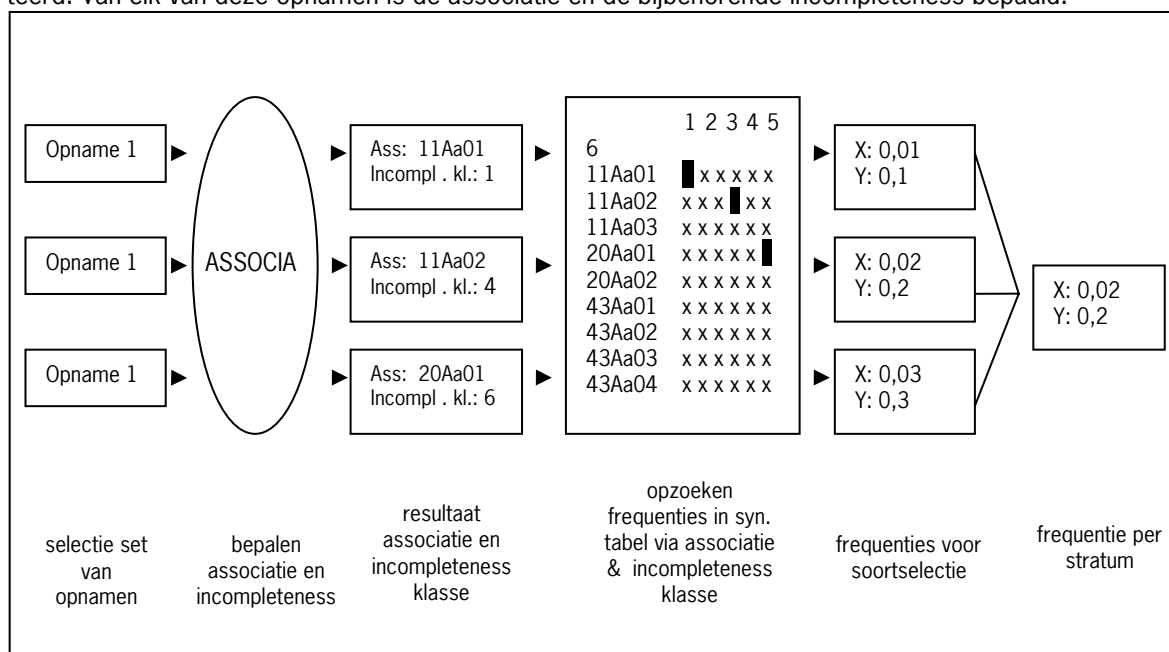 teerd. Van elk van deze opnamen is de associatie en de bijbehorende incompleteness bepaald.
Opname 1
Opname 1
Opname 1
ASSOCIA
Ass: 11Aa01
Incompl . kl.: 1
Ass: 11Aa02
Incompl . kl.: 4
Ass: 20Aa01
Incompl . kl.: 6
1 2 3 4 5
6
11Aa01 x x x x x
11Aa02 x x x x x
11Aa03 x x x x x x
20Aa01 x x x x x
20Aa02 x x x x x x
43Aa01 x x x x x x
43Aa02 x x x x x x
43Aa03 x x x x x x
43Aa04 x x x x x x
X: 0,01
Y: 0,1
X: 0,02
Y: 0,2
X: 0,03
Y: 0,3
X: 0,02
Y: 0,2
selectie set
van
opnamen
bepalen
associatie en
incompleteness
resultaat
associatie en
incompleteness
klasse
opzoeken
frequenties in syn.
tabel via associatie
& incompleteness
klasse
frequenties voor
soortselectie
frequentie per
stratum